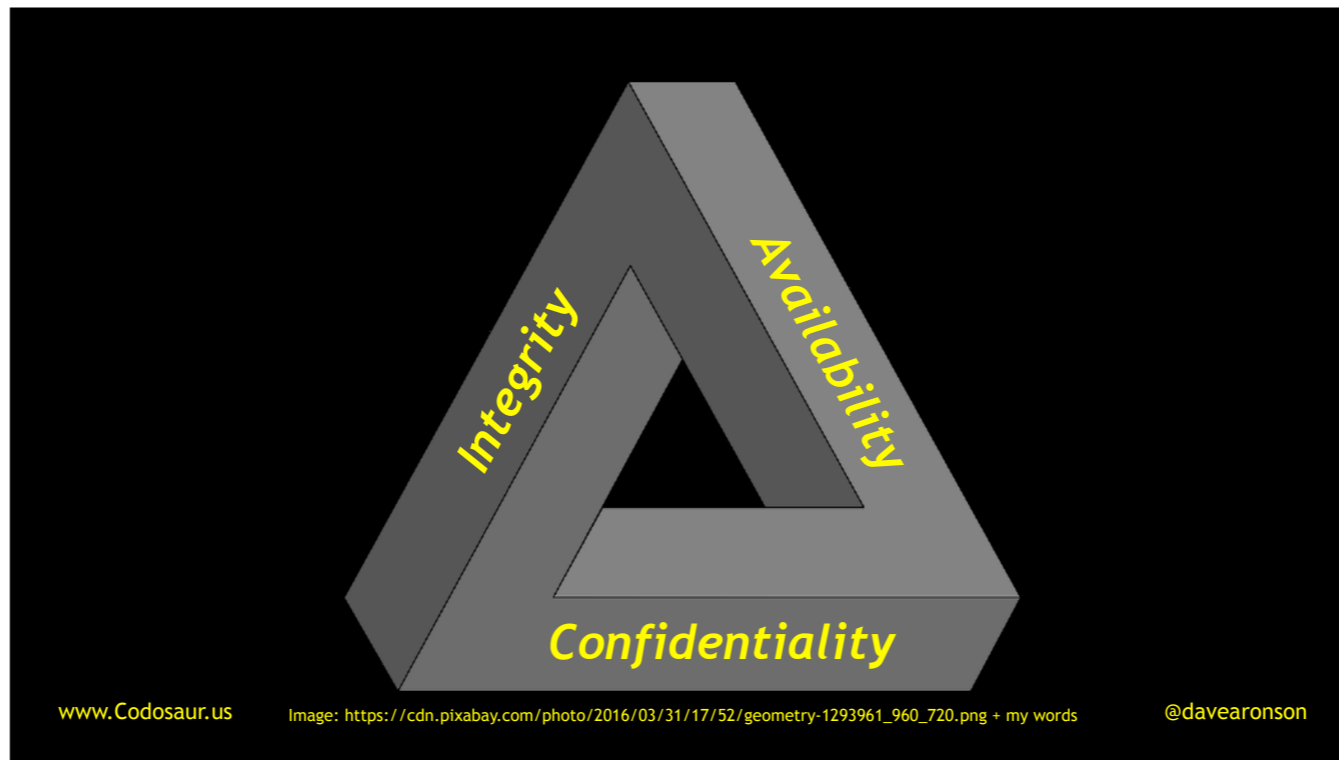 Integrity
Availability
Confidentiality
www.Codosaur.us
Image: https://cdn.pixabay.com/photo/2016/03/31/17/52/geometry-1293961_960_720.png + my words
@davearonson